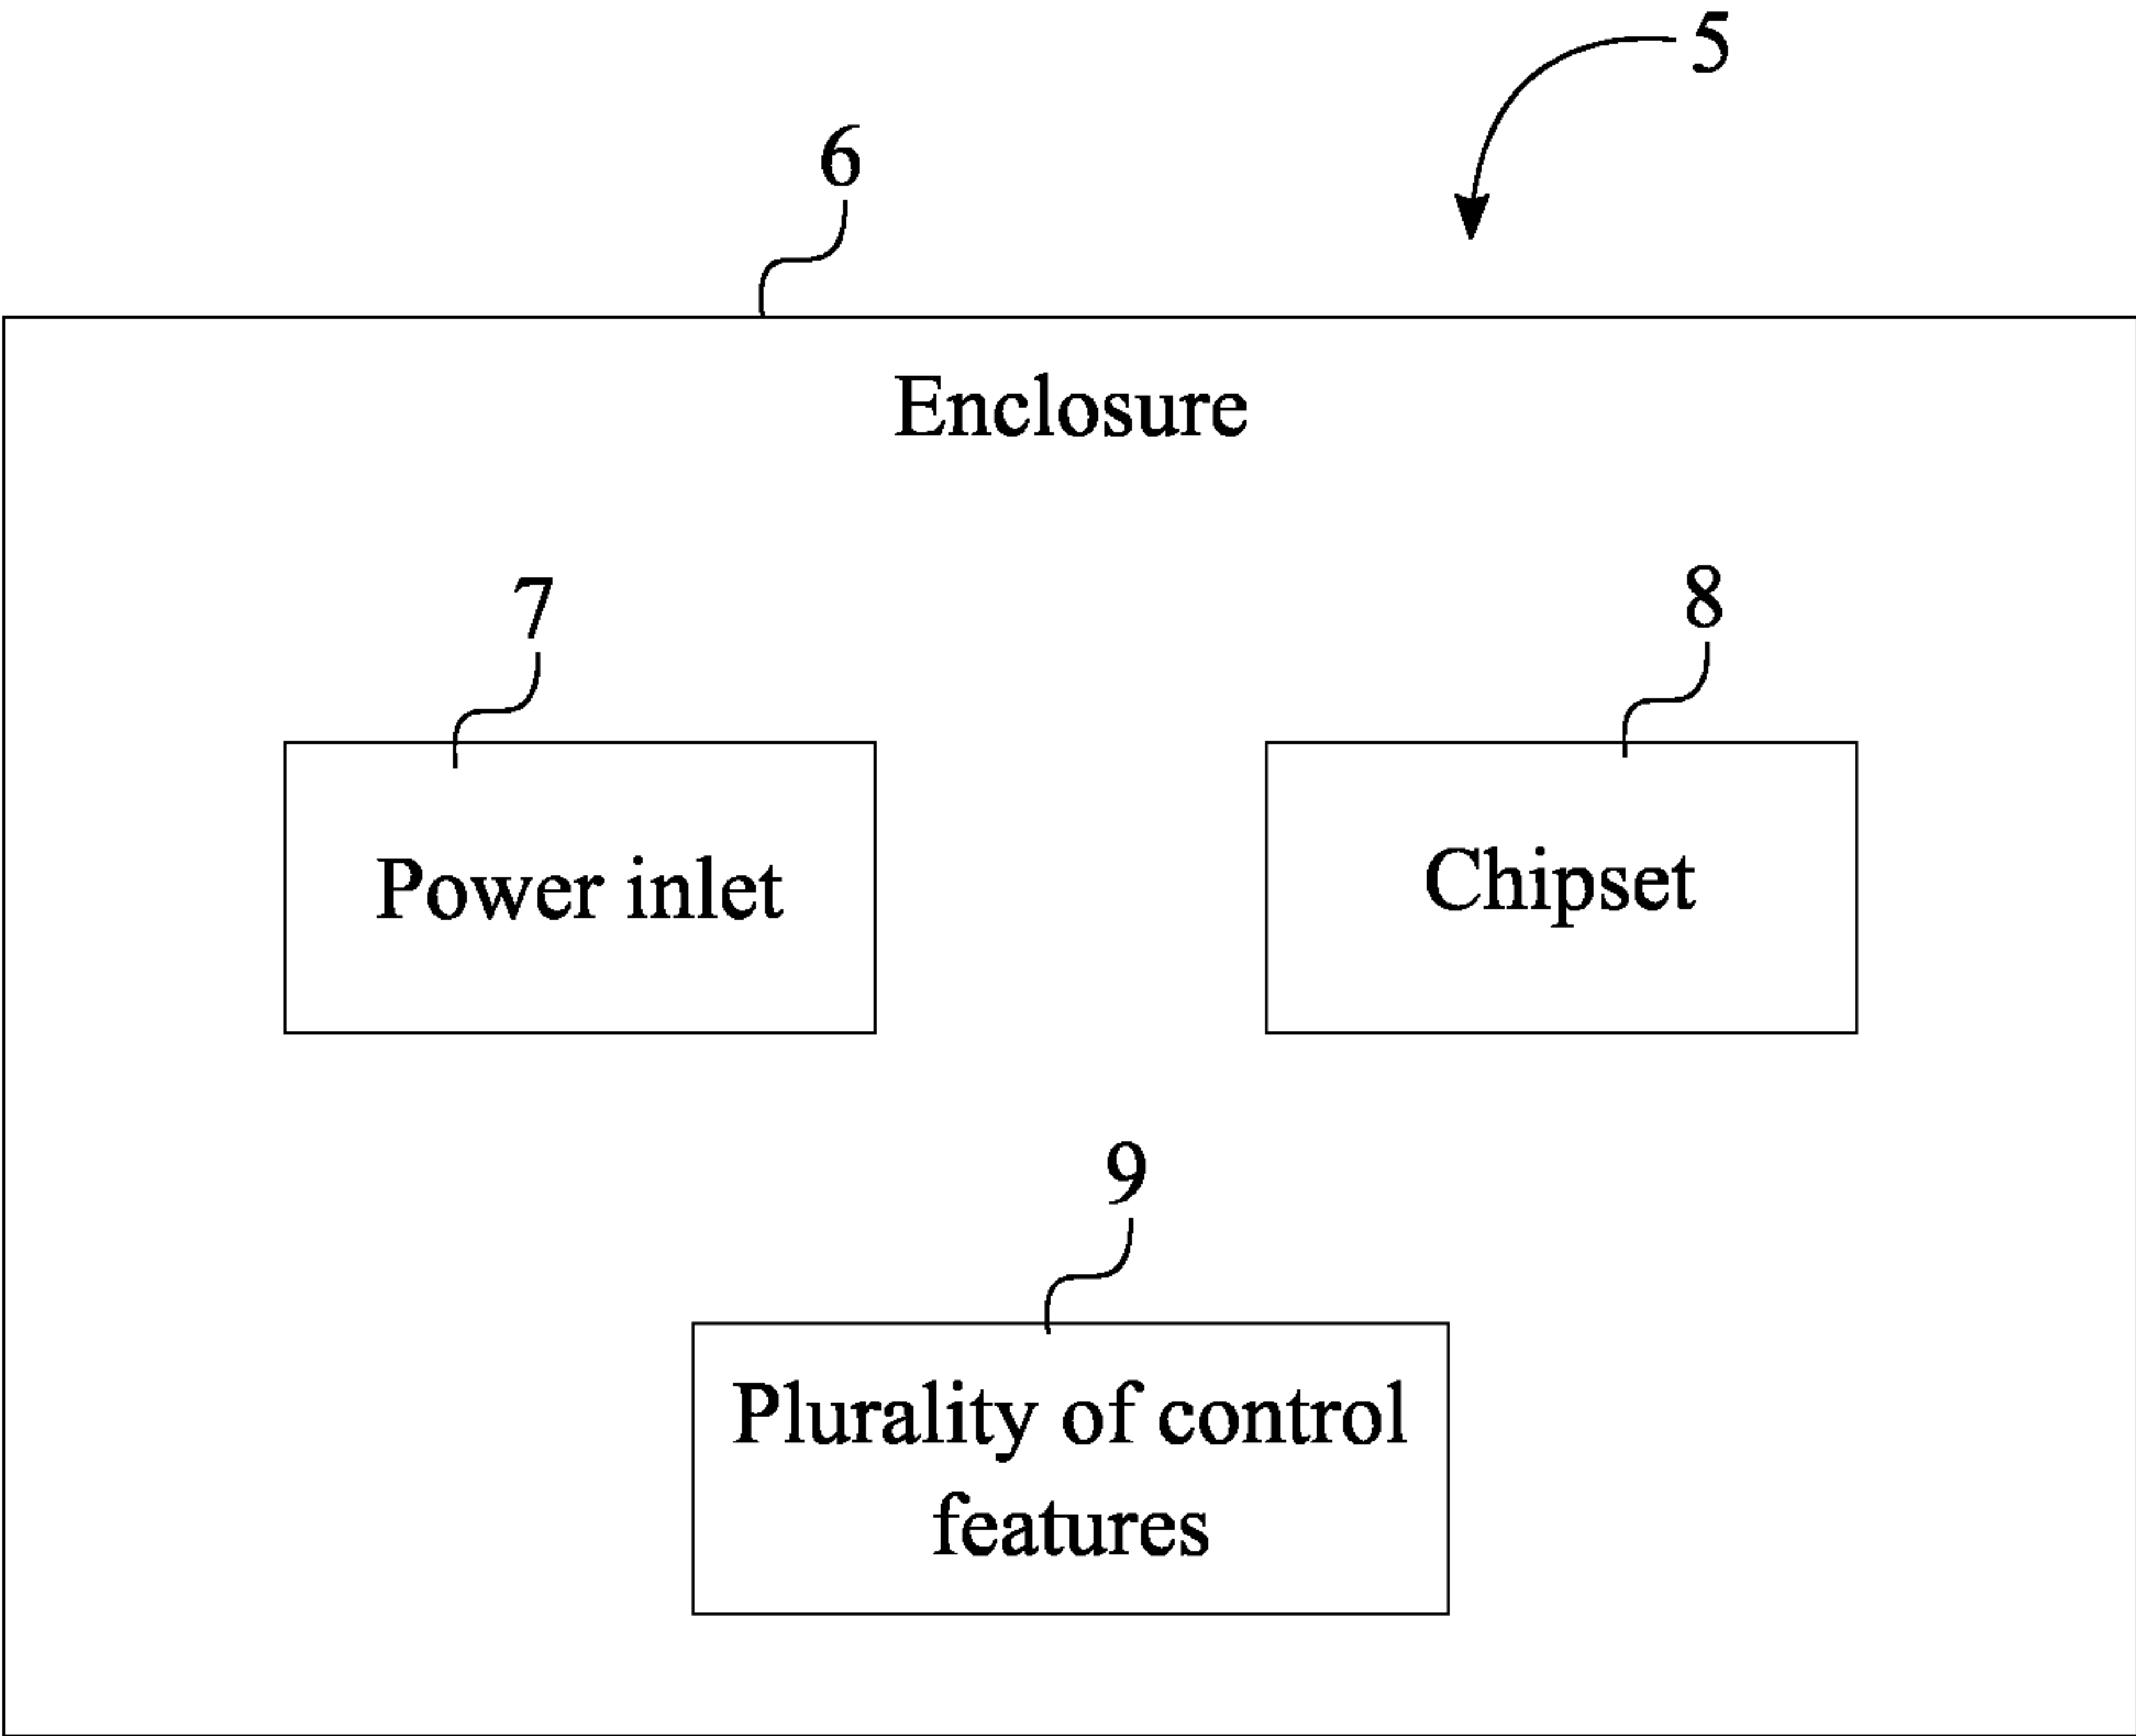 5
6
Enclosure
7
8
Power inlet
Chipset
9
Plurality of control
features